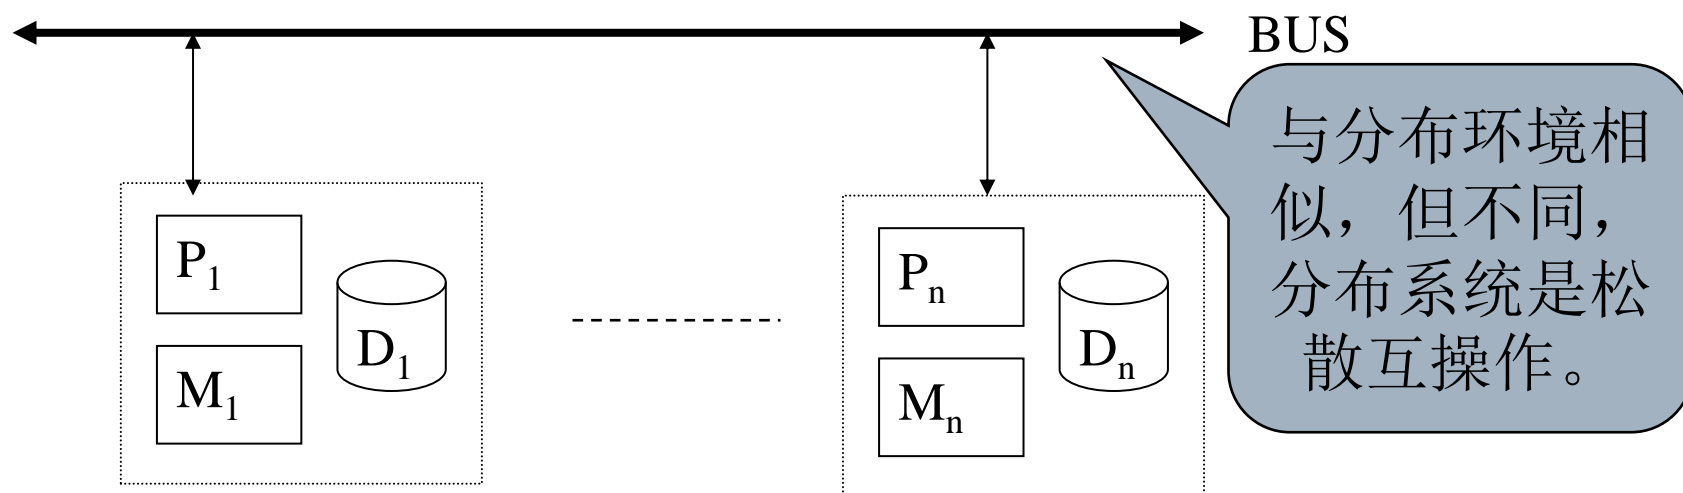 BUS
与分布环境相
似，但不同，
分布系统是松
散互操作。
P1
M1
D1
Pn
Mn
Dn